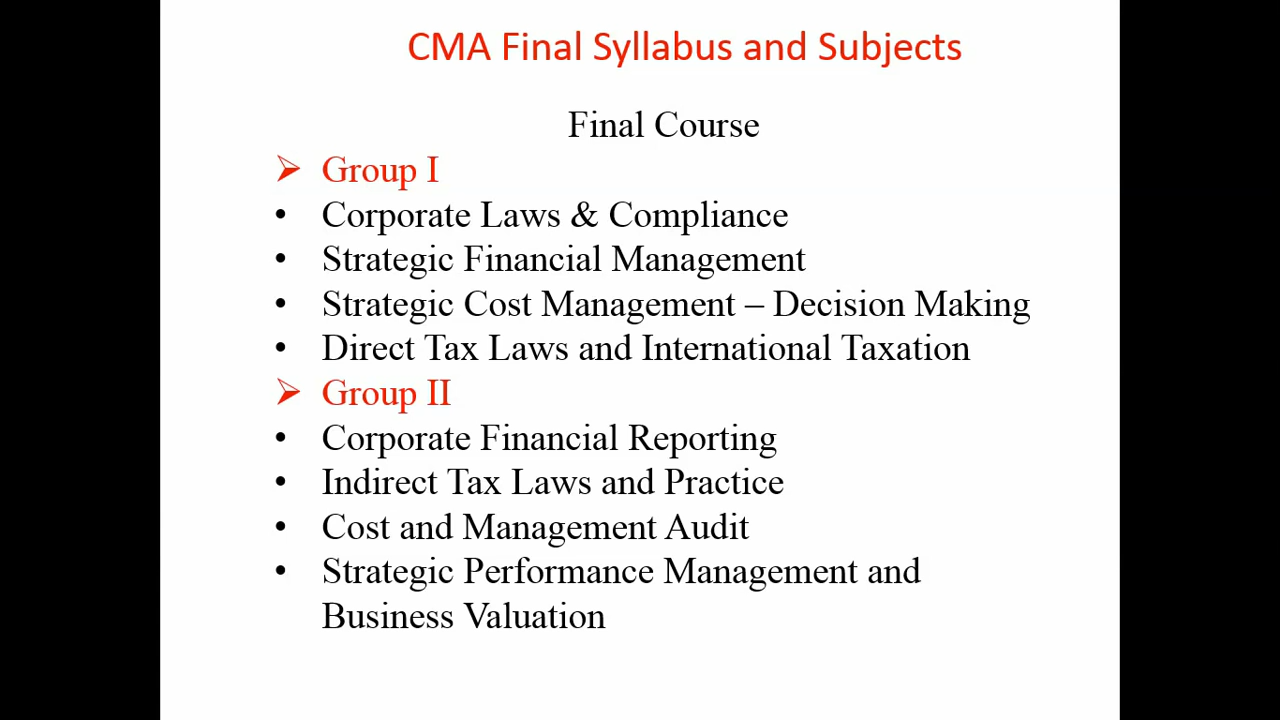 CMA Final Syllabus and Subjects
Final Course
➢ Group I
• Corporate Laws & Compliance
• Strategic Financial Management
• Strategic Cost Management – Decision Making
• Direct Tax Laws and International Taxation
➢ Group II
• Corporate Financial Reporting
• Indirect Tax Laws and Practice
• Cost and Management Audit
• Strategic Performance Management and
Business Valuation